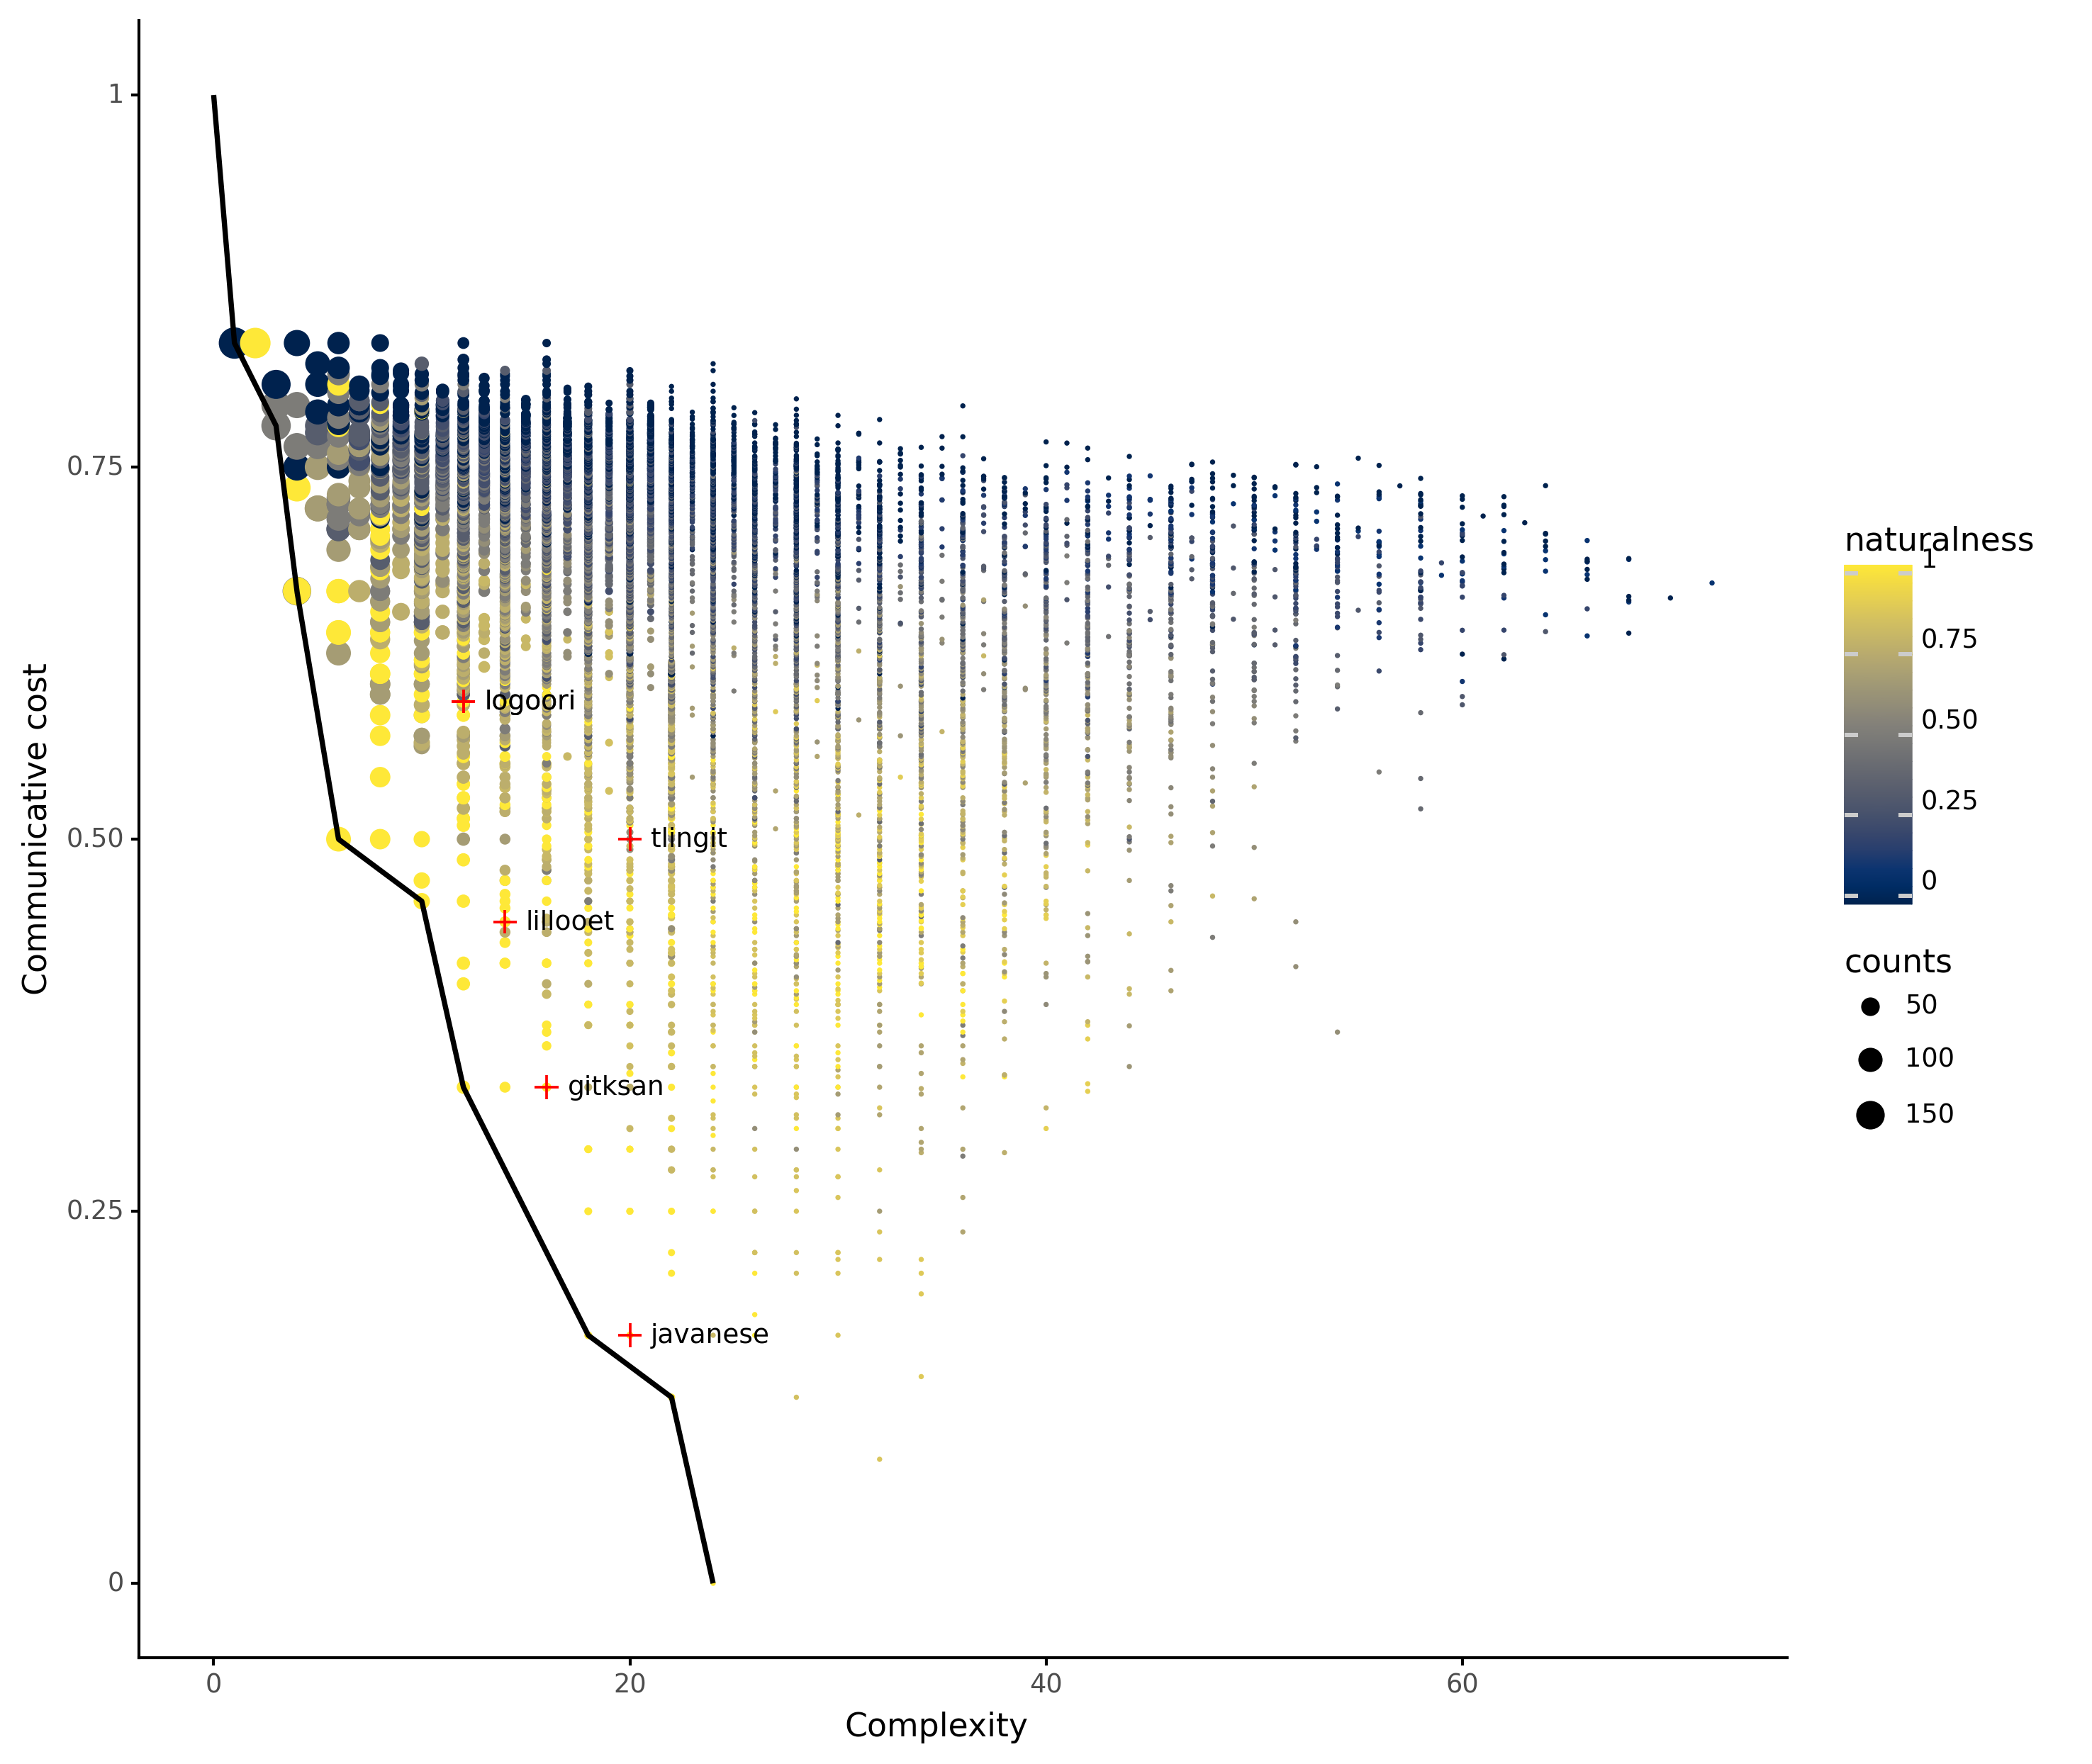 1
0.75
0.50
0.25
0
Communicative cost
logoori
tlingit
lillooet
gitksan
javanese
0
20
40
60
Complexity
naturalness
1
0.75
0.50
0.25
0
counts
50
100
150